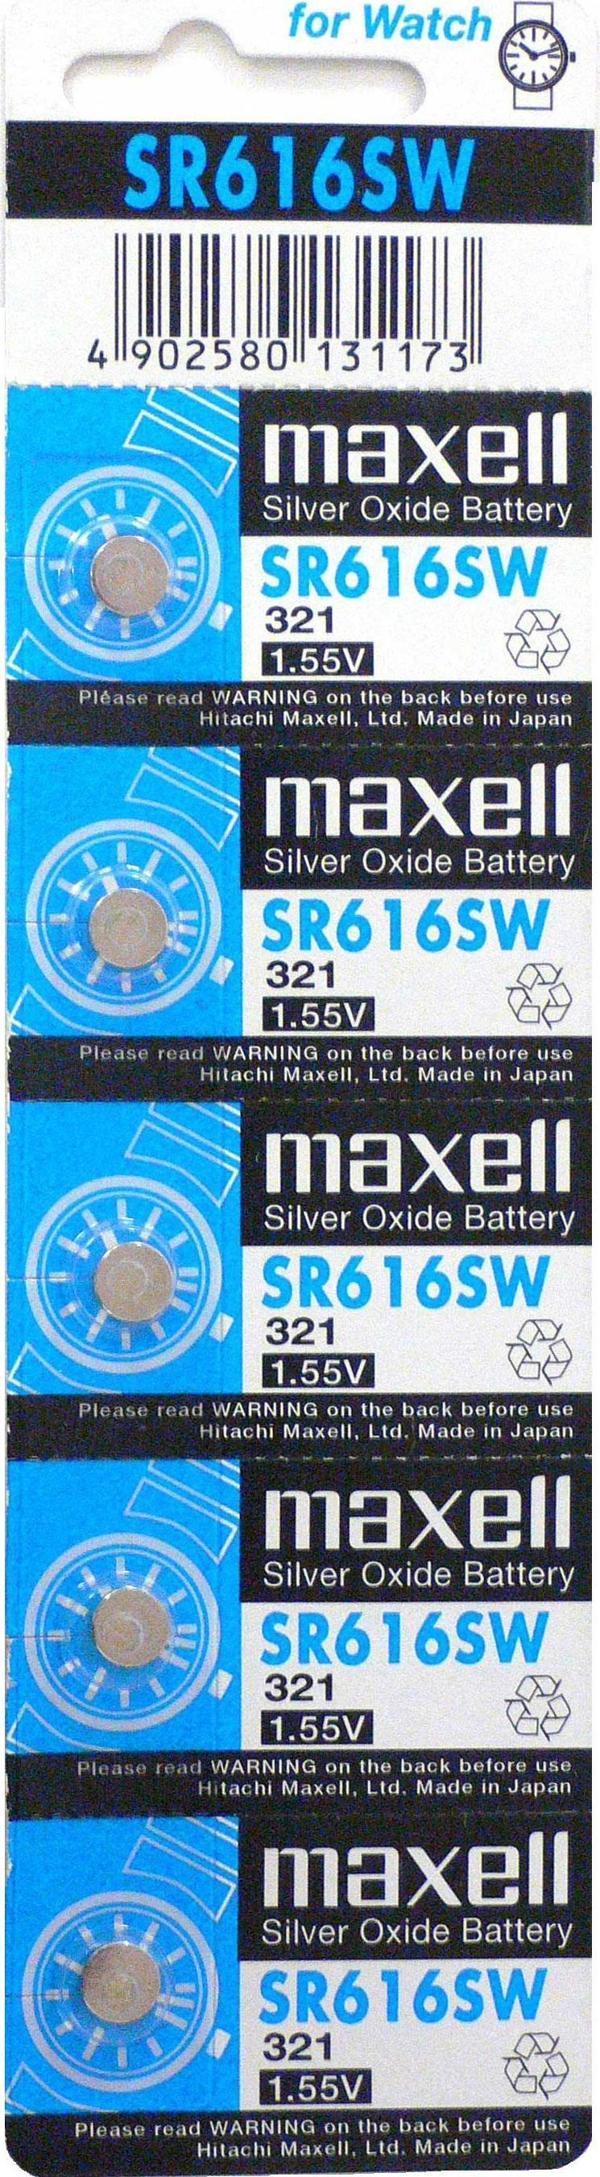 for Watch
SR616SW
4 902580 131173
maxell
Silver Oxide Battery
SR616SW
321
1.55V
Please read WARNING on the back before use
Hitachi Maxell, Ltd. Made in Japan
maxell
Silver Oxide Battery
SR616SW
321
1.55V
Please read WARNING on the back before use
Hitachi Maxell, Ltd. Made in Japan
maxell
Silver Oxide Battery
SR616SW
321
1.55V
Please read WARNING on the back before use
Hitachi Maxell, Ltd. Made in Japan
maxell
Silver Oxide Battery
SR616SW
321
1.55V
Please read WARNING on the back before use
Hitachi Maxell, Ltd. Made in Japan
maxell
Silver Oxide Battery
SR616SW
321
1.55V
Please read WARNING on the back before use
Hitachi Maxell, Ltd. Made in Japan